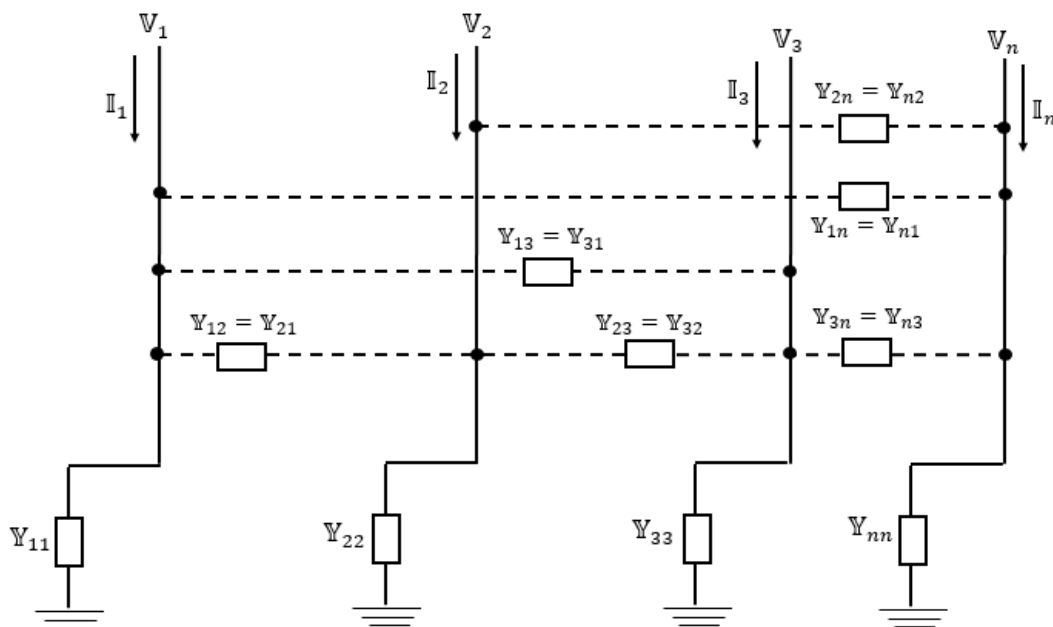 𝕍₁
𝕍₂
𝕍₃
𝕍ₙ
𝕀₁
𝕀₂
𝕀₃
𝕀ₙ
𝕐₂ₙ = 𝕐ₙ₂
𝕐₁ₙ = 𝕐ₙ₁
𝕐₁₃ = 𝕐₃₁
𝕐₁₂ = 𝕐₂₁
𝕐₂₃ = 𝕐₃₂
𝕐₃ₙ = 𝕐ₙ₃
𝕐₁₁
𝕐₂₂
𝕐₃₃
𝕐ₙₙ